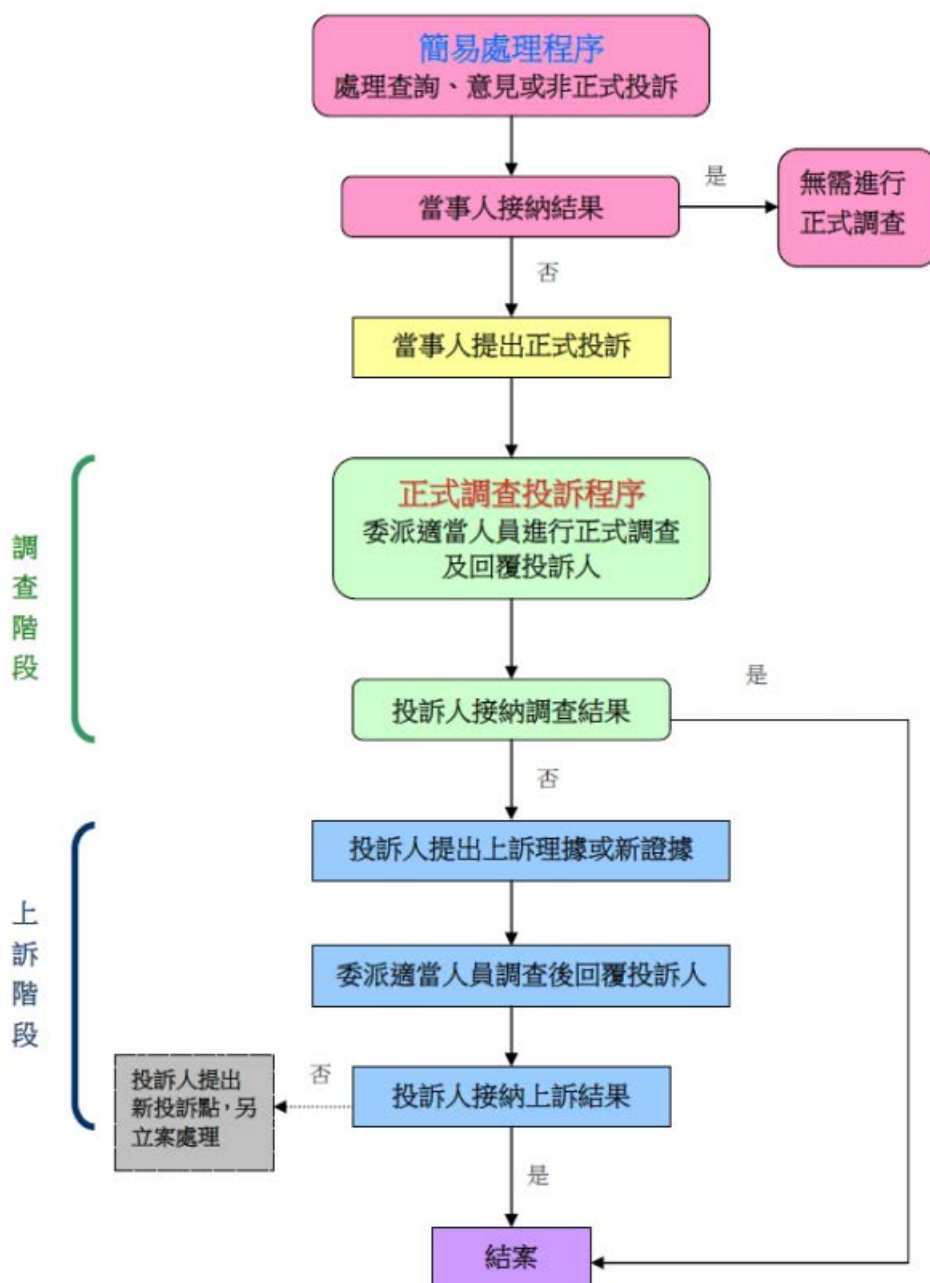 簡易處理程序
處理查詢、意見或非正式投訴
當事人接納結果
是
無需進行
正式調查
否
當事人提出正式投訴
調查階段
正式調查投訴程序
委派適當人員進行正式調查
及回覆投訴人
投訴人接納調查結果
是
否
上訴階段
投訴人提出上訴理據或新證據
委派適當人員調查後回覆投訴人
投訴人接納上訴結果
否
投訴人提出
新投訴點，另
立案處理
是
結案